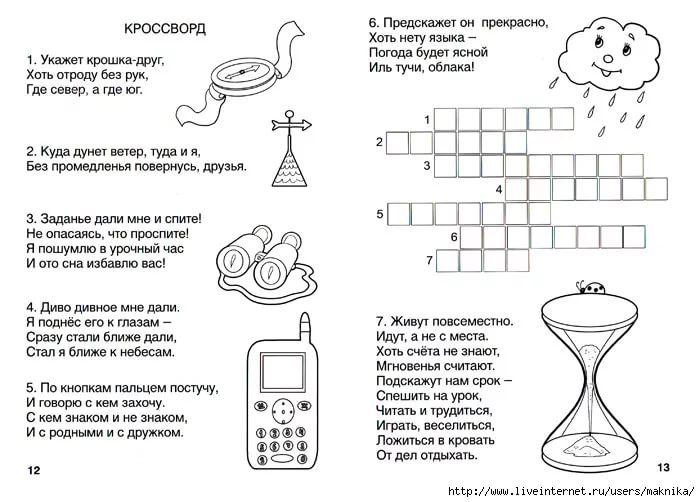 КРОССВОРД
1. Укажет крошка-друг,
Хоть отроду без рук,
Где север, а где юг.
2. Куда дунет ветер, туда и я,
Без промедленья повернусь, друзья.
3. Заданье дали мне и спите!
Не опасаясь, что проспите!
Я пошумлю в урочный час
И ото сна избавлю вас!
4. Диво дивное мне дали.
Я поднёс его к глазам –
Сразу стали ближе дали,
Стал я ближе к небесам.
5. По кнопкам пальцем постучу,
И говорю с кем захочу.
С кем знаком и не знаком,
И с родными и с дружком.
12
6. Предскажет он прекрасно,
Хоть нету языка –
Погода будет ясной
Иль тучи, облака!
1
2
3
4
5
6
7
7. Живут повсеместно.
Идут, а не с места.
Хоть счёта не знают,
Мгновенья считают.
Подскажут нам срок –
Спешить на урок,
Читать и трудиться,
Играть, веселиться,
Ложиться в кровать
От дел отдыхать.
13
http://www.liveinternet.ru/users/maknika/